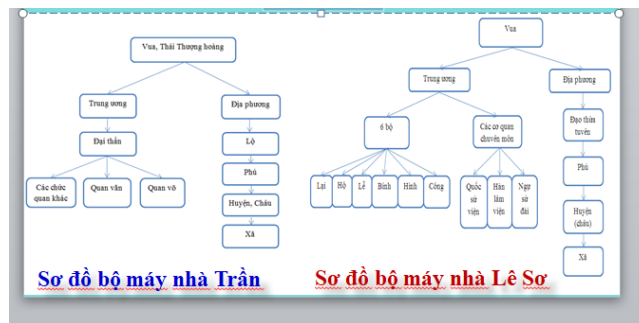 Vua, Thái Thượng hoàng
Trung ương
Địa phương
Đại thần
Lộ
Các chức
quan khác
Quan văn
Quan võ
Phủ
Huyện, Châu
Xã
Sơ đồ bộ máy nhà Trần
Vua
Trung ương
Địa phương
6 bộ
Các cơ quan
chuyên môn
Đạo thừa
tuyên
Lại
Hộ
Lễ
Binh
Hình
Công
Quốc
sử
viện
Hàn
lâm
viện
Ngự
sử
đài
Phủ
Huyện
(châu)
Xã
Sơ đồ bộ máy nhà Lê Sơ